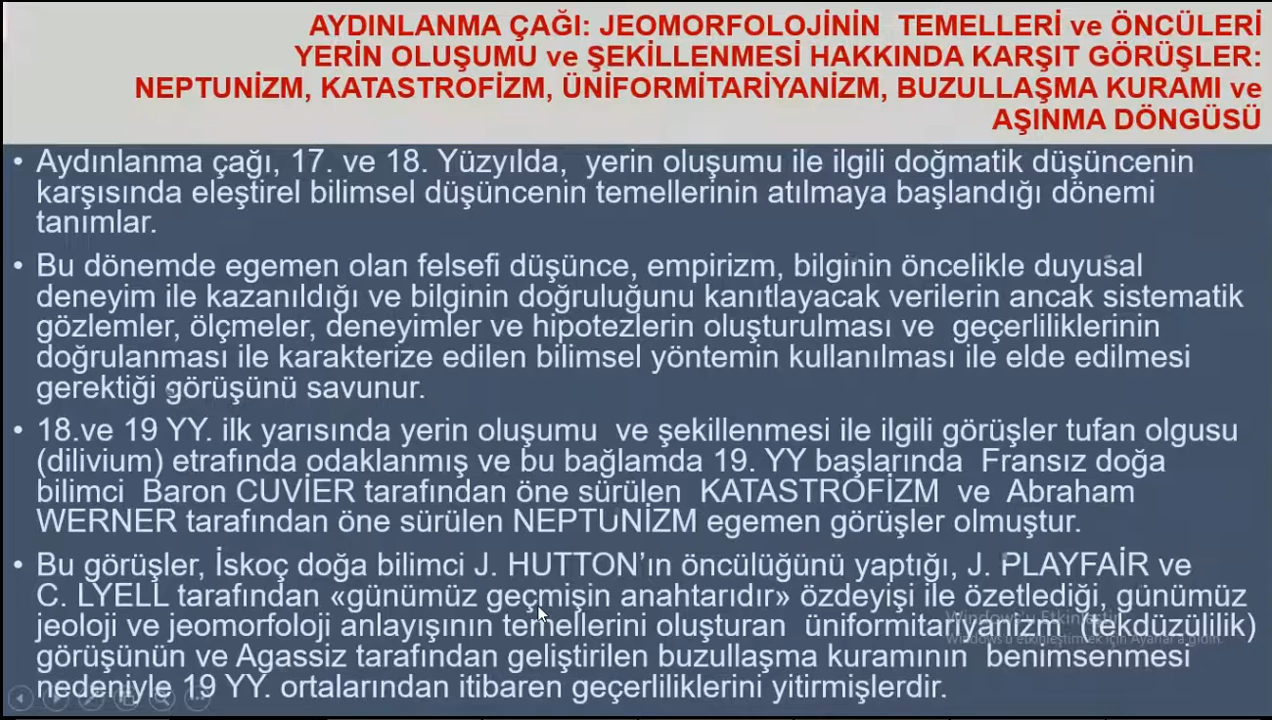 AYDINLANMA ÇAĞI: JEOMORFOLOJİNİN TEMELLERİ ve ÖNCÜLERİ
YERİN OLUŞUMU ve ŞEKİLLENMESİ HAKKINDA KARŞIT GÖRÜŞLER:
NEPTUNİZM, KATASTROFİZM, ÜNİFORMİTARİYANİZM, BUZULLAŞMA KURAMI ve
AŞINMA DÖNGÜSÜ
• Aydınlanma çağı, 17. ve 18. Yüzyılda, yerin oluşumu ile ilgili doğmatik düşüncenin
karşısında eleştirel bilimsel düşüncenin temellerinin atılmaya başlandığı dönemi
tanımlar.
• Bu dönemde egemen olan felsefi düşünce, empirizm, bilginin öncelikle duyusal
deneyim ile kazanıldığı ve bilginin doğruluğunu kanıtlayacak verilerin ancak sistematik
gözlemler, ölçmeler, deneyimler ve hipotezlerin oluşturulması ve geçerliliklerinin
doğrulanması ile karakterize edilen bilimsel yöntemin kullanılması ile elde edilmesi
gerektiği görüşünü savunur.
• 18.ve 19 YY. ilk yarısında yerin oluşumu ve şekillenmesi ile ilgili görüşler tufan olgusu
(dilivium) etrafında odaklanmış ve bu bağlamda 19. YY başlarında Fransız doğa
bilimci Baron CUVİER tarafından öne sürülen KATASTROFİZM ve Abraham
WERNER tarafından öne sürülen NEPTUNİZM egemen görüşler olmuştur.
• Bu görüşler, İskoç doğa bilimci J. HUTTON'ın öncülüğünü yaptığı, J. PLAYFAİR ve
C. LYELL tarafından «günümüz geçmişin anahtarıdır» özdeyişi ile özetlediği, günümüz
jeoloji ve jeomorfoloji anlayışının temellerini oluşturan üniformitariyanizm (tekdüzülilik)
görüşünün ve Agassiz tarafından geliştirilen buzullaşma kuramının benimsenmesi
nedeniyle 19 YY. ortalarından itibaren geçerliliklerini yitirmişlerdir.
Windows'u Etkinleştir
Windows'u etkinleştirmek için Ayarlar'a gidin.